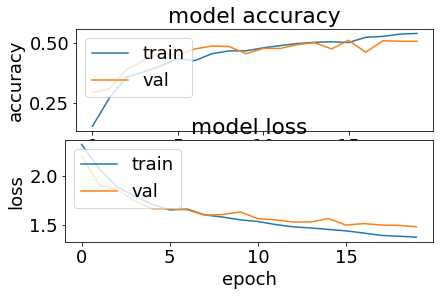 model accuracy
0.50
0.25
accuracy
train
val
model loss
2.0
1.5
loss
train
val
0 5 10 15
epoch